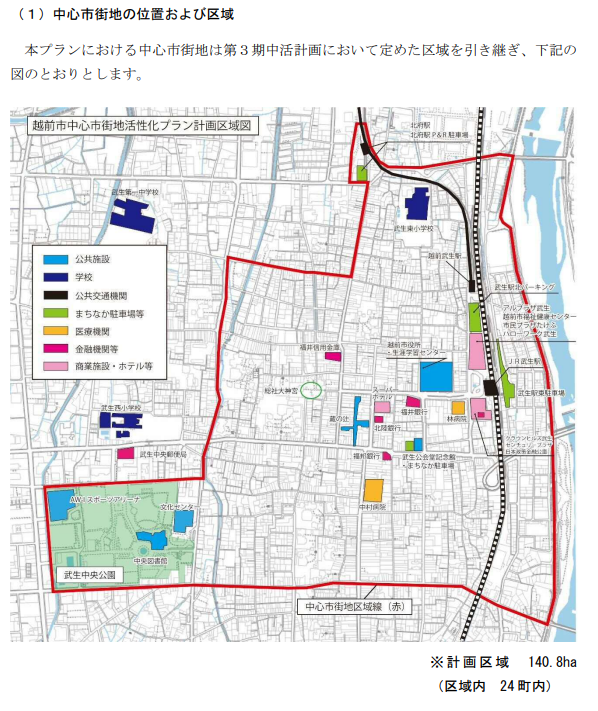 （１）中心市街地の位置および区域
本プランにおける中心市街地は第３期中活計画において定めた区域を引き継ぎ、下記の
図のとおりとします。
越前市中心市街地活性化プラン計画区域図
北府駅
北府駅P＆R駐車場
武生第一中学校
武生東小学校
越前武生駅
公共施設
学校
公共交通機関
まちなか駐車場等
医療機関
金融機関等
商業施設・ホテル等
武生駅北パーキング
アルプラザ武生
越前市福祉健康センター
市民プラザたけふ
ハローワーク武生
福井信用金庫
越前市役所
・生涯学習センター
ＪＲ武生駅
武生駅東駐車場
総社大神宮
スーパー
ホテル
蔵の辻
北陸銀行
福井銀行
林病院
武生西小学校
武生中央郵便局
福邦銀行
武生公会堂記念館
・まちなか駐車場
中村病院
AW-Iスポーツアリーナ
文化センター
中央図書館
武生中央公園
中心市街地区域線（赤）
※計画区域　140.8ha
（区域内　24町内）